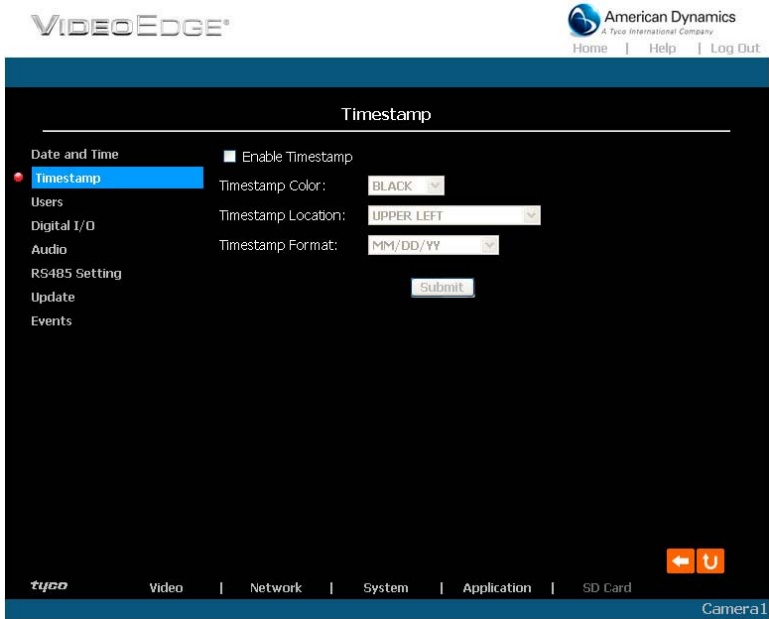 VIDEOEDGE®
American Dynamics
A Tyco International Company
Home | Help | Log Out
Timestamp
Date and Time
Timestamp
Users
Digital I/O
Audio
RS485 Setting
Update
Events
Enable Timestamp
Timestamp Color: BLACK
Timestamp Location: UPPER LEFT
Timestamp Format: MM/DD/YY
Submit
tyco Video | Network | System | Application | SD Card
Camera1